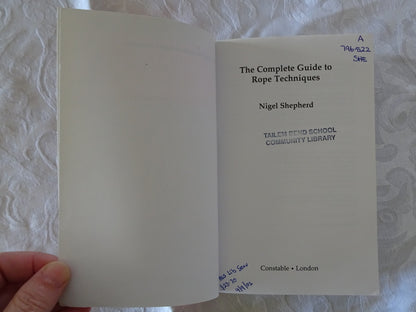 A
796.522
SHE
The Complete Guide to
Rope Techniques
Nigel Shepherd
TAILEM BEND SCHOOL
COMMUNITY LIBRARY
Constable • London